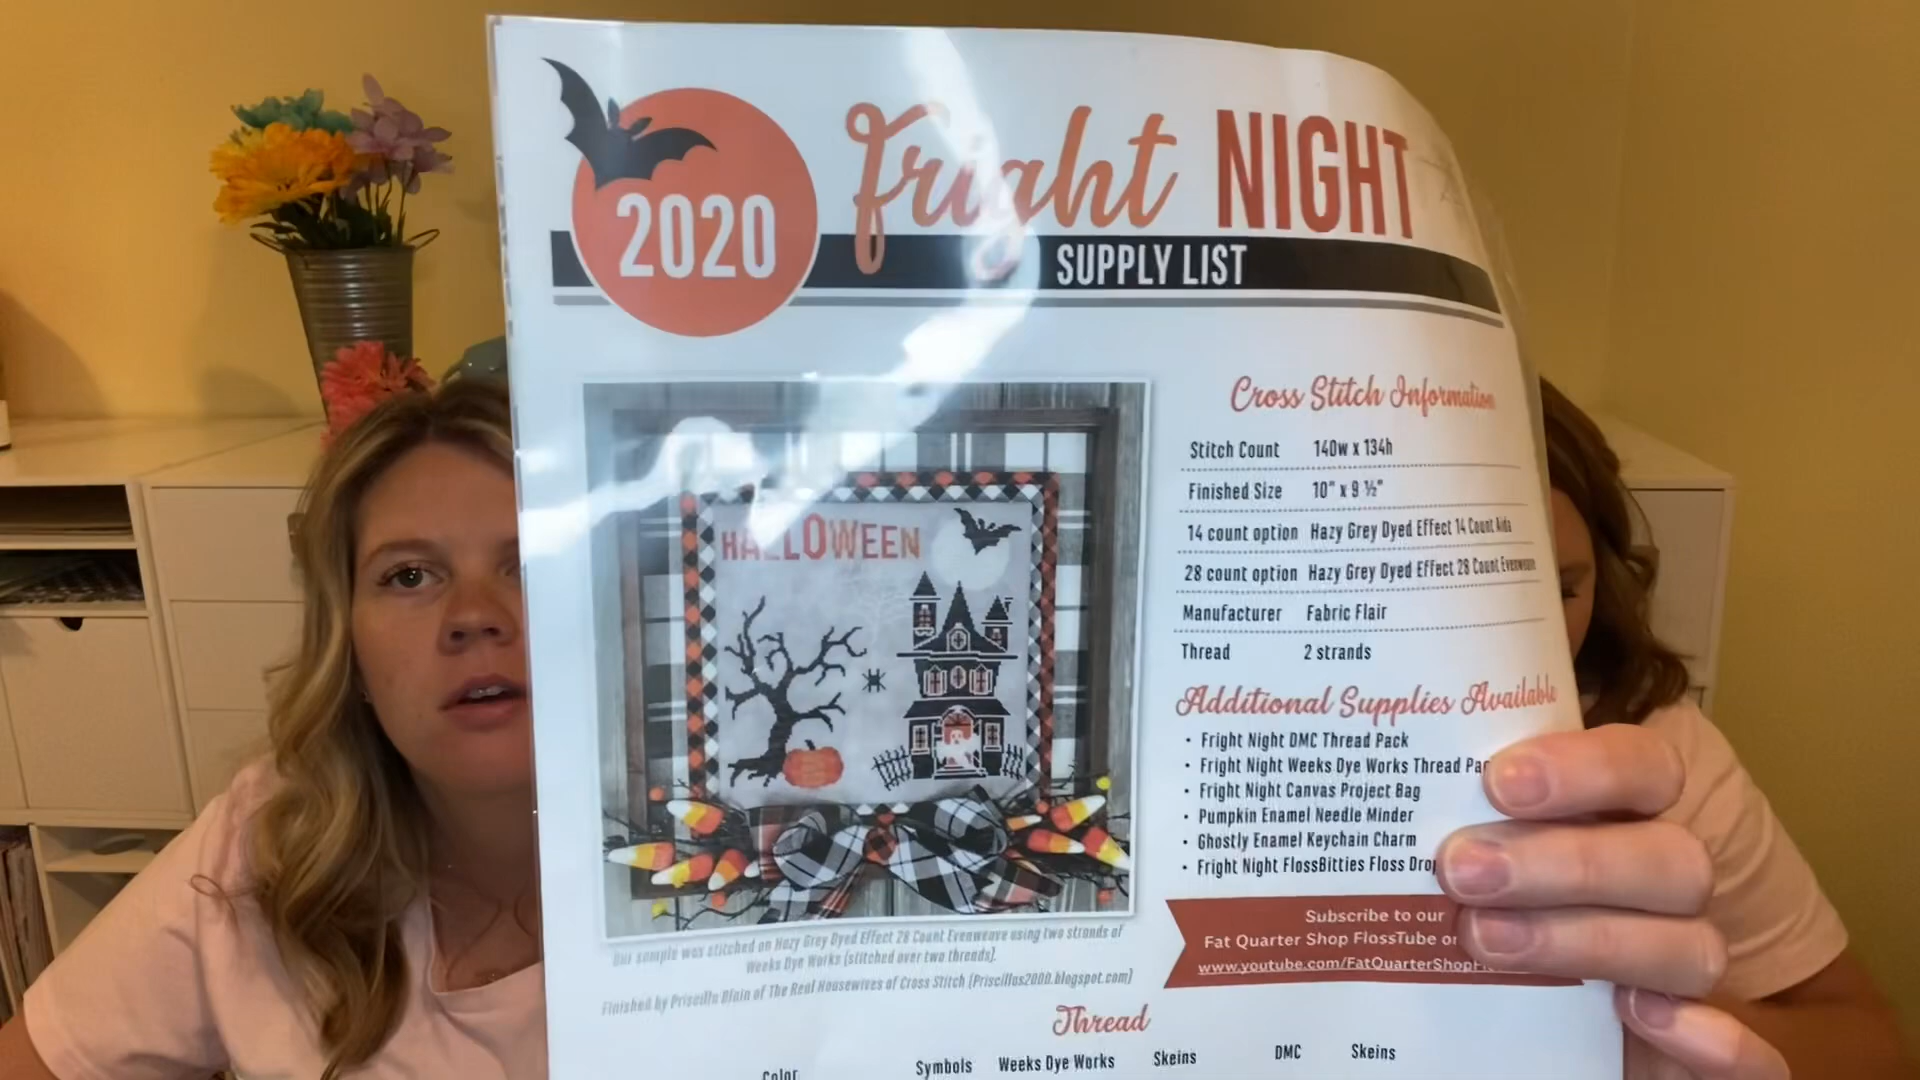 2020
Fright NIGHT
SUPPLY LIST
HALLOWEEN
Cross Stitch Information
Stitch Count 140w x 134h
Finished Size 10" x 9 ½"
14 count option Hazy Grey Dyed Effect 14 Count Aida
28 count option Hazy Grey Dyed Effect 28 Count Evenweave
Manufacturer Fabric Flair
Thread 2 strands
Additional Supplies Available
• Fright Night DMC Thread Pack
• Fright Night Weeks Dye Works Thread Pac
• Fright Night Canvas Project Bag
• Pumpkin Enamel Needle Minder
• Ghostly Enamel Keychain Charm
• Fright Night FlossBitties Floss Drop
Subscribe to our
Fat Quarter Shop FlossTube on
www.youtube.com/FatQuarterShopFl
Our sample was stitched on Hazy Grey Dyed Effect 28 Count Evenweave using two strands of
Weeks Dye Works (stitched over two threads).
Finished by Priscilla Blain of The Real Housewives of Cross Stitch (Priscillas2000.blogspot.com)
Thread
Color Symbols Weeks Dye Works Skeins DMC Skeins